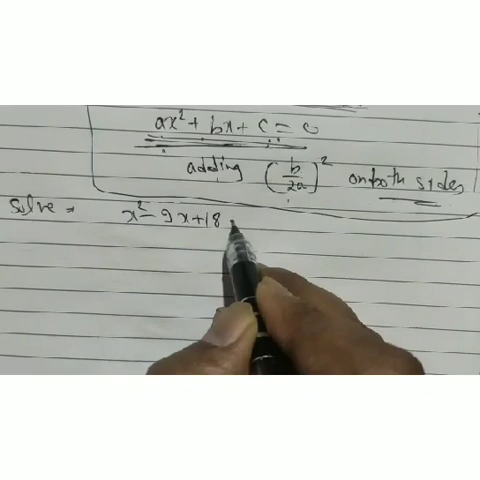 ax² + bx + c = 0
adding (b/2a)² on both sides
Solve = x² - 9x + 18